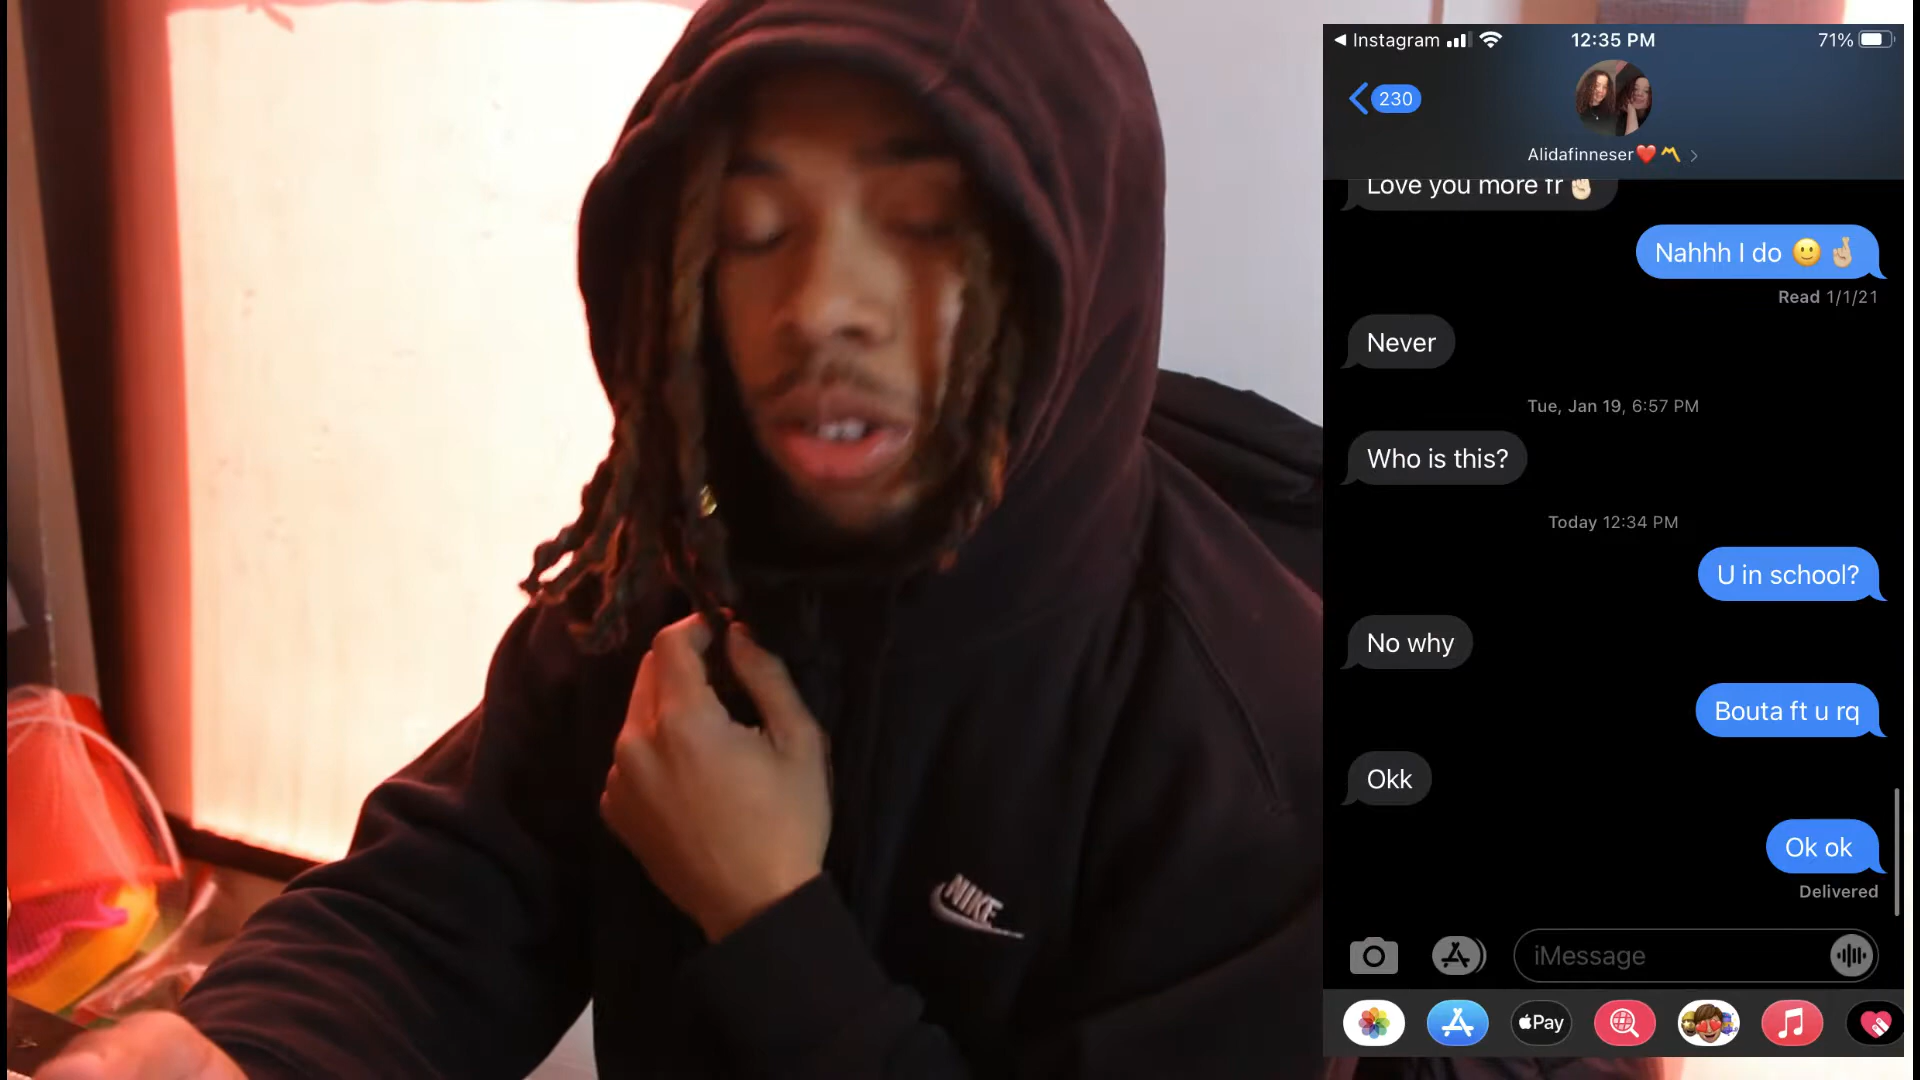 ◀ Instagram
12:35 PM
71%
230
Alidafinneser❤️〽️ >
Love you more fr ☝🏼
Nahhh I do 🙂 🤞🏼
Read 1/1/21
Never
Tue, Jan 19, 6:57 PM
Who is this?
Today 12:34 PM
U in school?
No why
Bouta ft u rq
Okk
Ok ok
Delivered
iMessage
Pay
NIKE